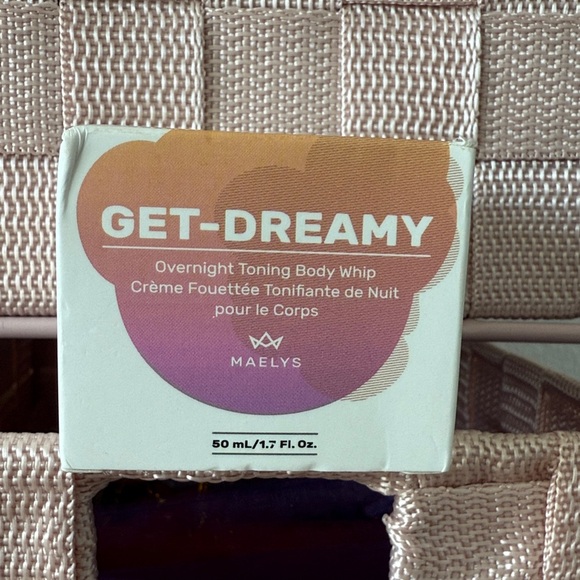 GET-DREAMY
Overnight Toning Body Whip
Crème Fouettée Tonifiante de Nuit
pour le Corps
MAELYS
50 mL/1.7 Fl. Oz.